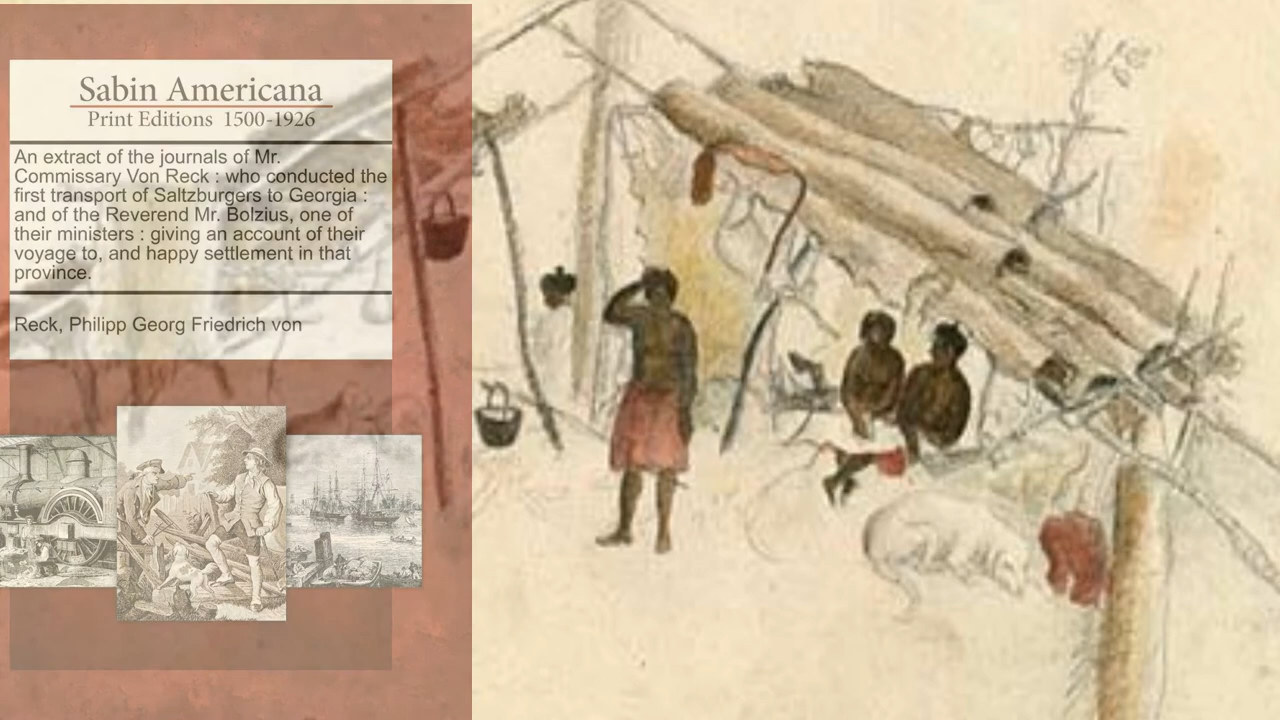 Sabin Americana
Print Editions 1500-1926
An extract of the journals of Mr.
Commissary Von Reck : who conducted the
first transport of Saltzburgers to Georgia :
and of the Reverend Mr. Bolzius, one of
their ministers : giving an account of their
voyage to, and happy settlement in that
province.
Reck, Philipp Georg Friedrich von